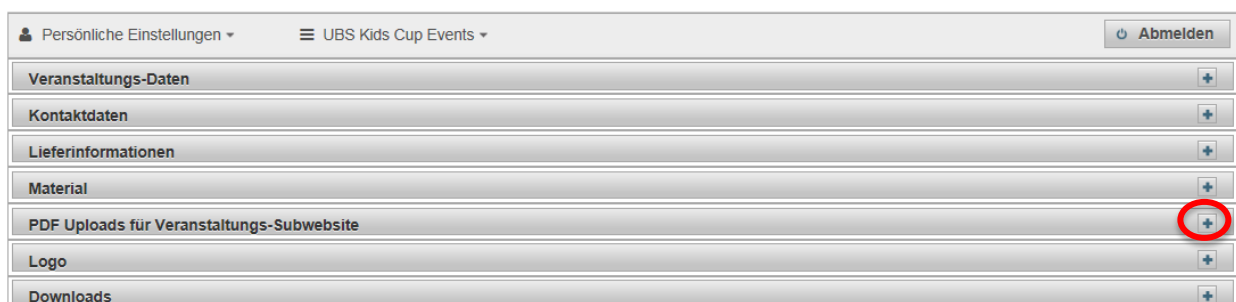 Persönliche Einstellungen UBS Kids Cup Events Abmelden
Veranstaltungs-Daten
Kontaktdaten
Lieferinformationen
Material
PDF Uploads für Veranstaltungs-Subwebsite
Logo
Downloads